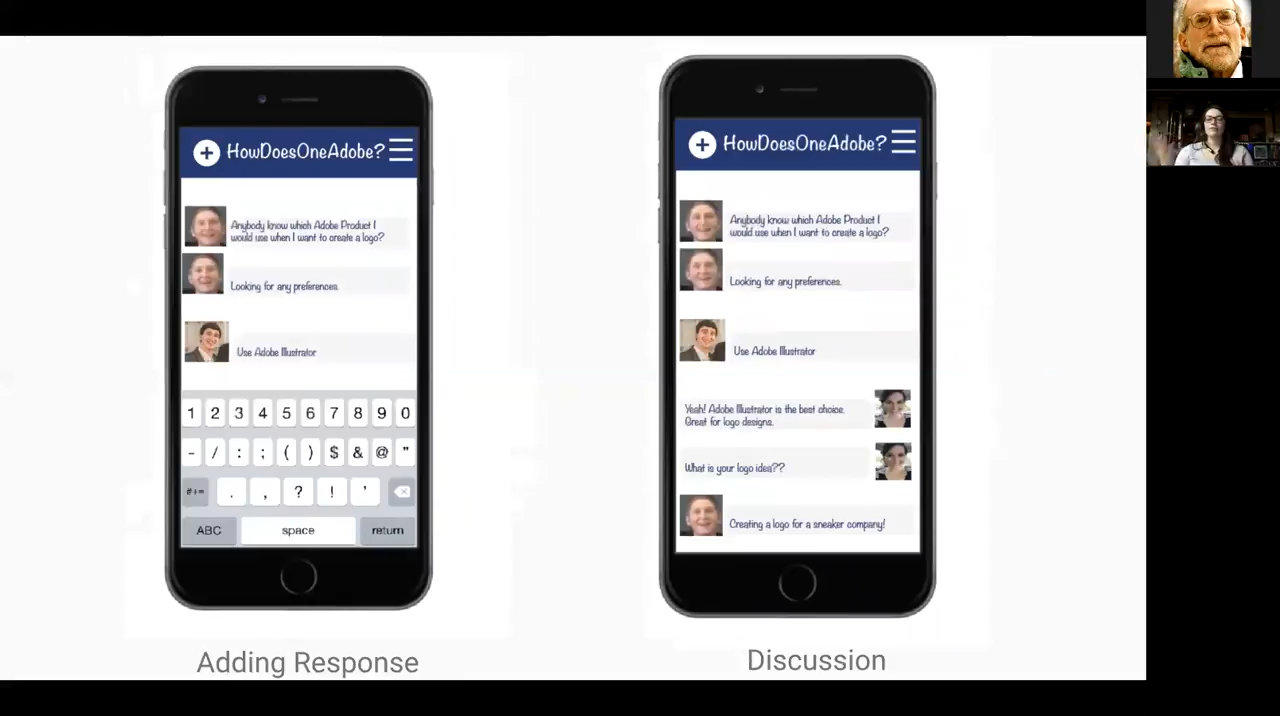 HowDoesOneAdobe?
Anybody know which Adobe Product I
would use when I want to create a logo?
Looking for any preferences.
Use Adobe Illustrator
1 2 3 4 5 6 7 8 9 0
- / : ; ( ) $ & @ "
#+= . , ? ! '
ABC space return
Adding Response
HowDoesOneAdobe?
Anybody know which Adobe Product I
would use when I want to create a logo?
Looking for any preferences.
Use Adobe Illustrator
Yeah! Adobe Illustrator is the best choice.
Great for logo designs.
What is your logo idea??
Creating a logo for a sneaker company!
Discussion